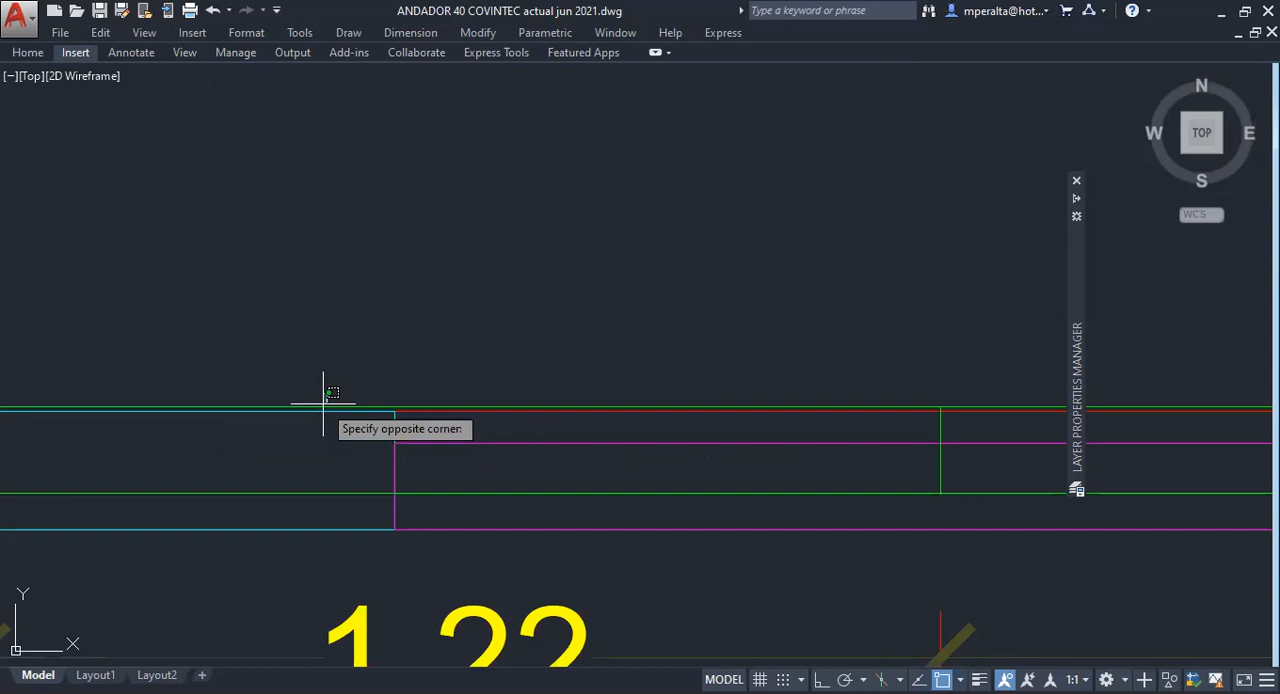 ANDADOR 40 COVINTEC actual jun 2021.dwg
Type a keyword or phrase
mperalta@hot...
File Edit View Insert Format Tools Draw Dimension Modify Parametric Window Help Express
Home Insert Annotate View Manage Output Add-ins Collaborate Express Tools Featured Apps
[−][Top][2D Wireframe]
N
W TOP E
S
WCS
LAYER PROPERTIES MANAGER
Specify opposite corner:
Y
X
1.22
Model Layout1 Layout2 +
MODEL 1:1